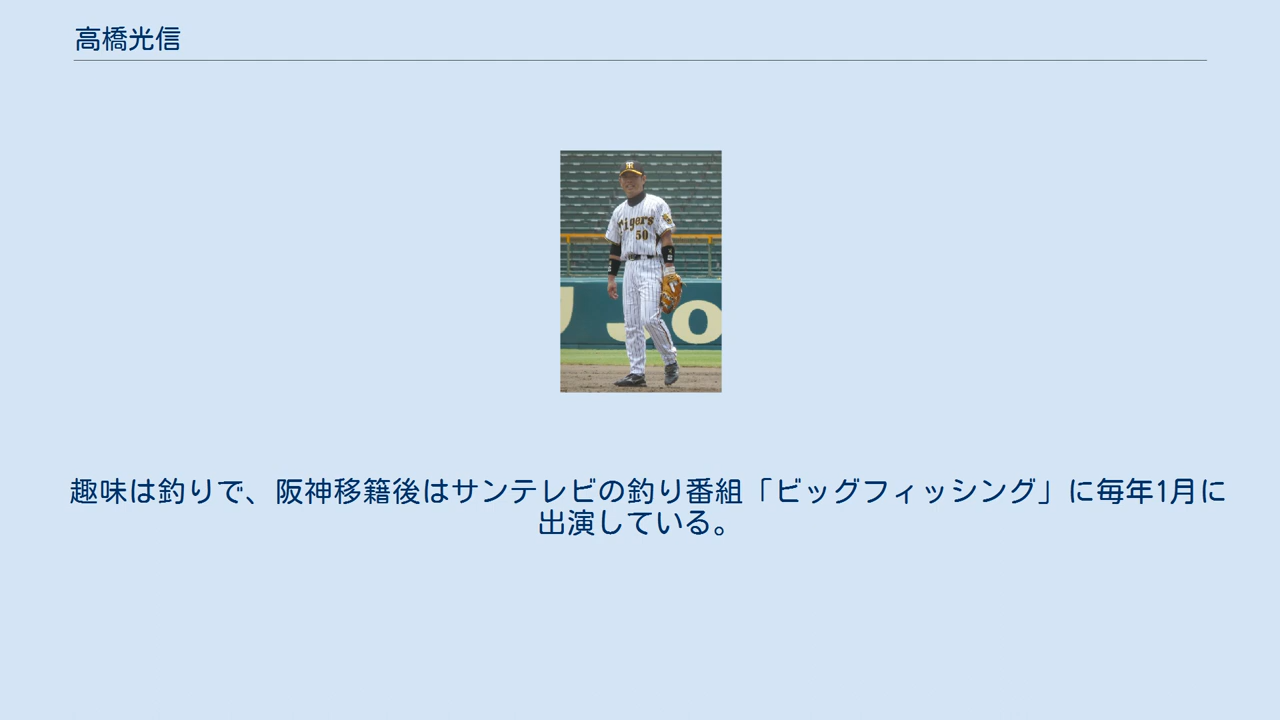 高橋光信
Tigers
50
J Jo
趣味は釣りで、阪神移籍後はサンテレビの釣り番組「ビッグフィッシング」に毎年1月に
出演している。